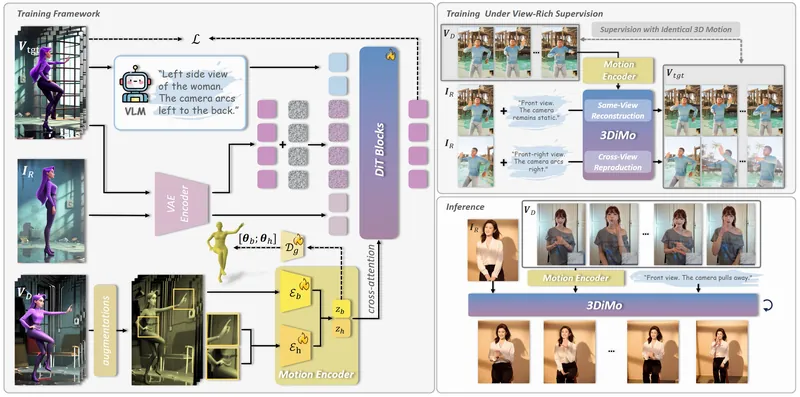 Training Framework
V_tgt
L
"Left side view
of the woman.
The camera arcs
left to the back."
VLM
I_R
VAE
Encoder
+
DiT Blocks
[θ_b; θ_h]
D_g
cross-attention
V_D
augmentations
ε_b
ε_h
z_b
z_h
Motion Encoder
Training Under View-Rich Supervision
V_D
Supervision with Identical 3D Motion
Motion
Encoder
V_tgt
I_R
+
"Front view.
The camera
remains static."
Same-View
Reconstruction
3DiMo
I_R
+
"Front-right view.
The camera arcs
right."
Cross-View
Reproduction
Inference
I_R
V_D
Motion Encoder
"Front view. The camera pulls away."
3DiMo